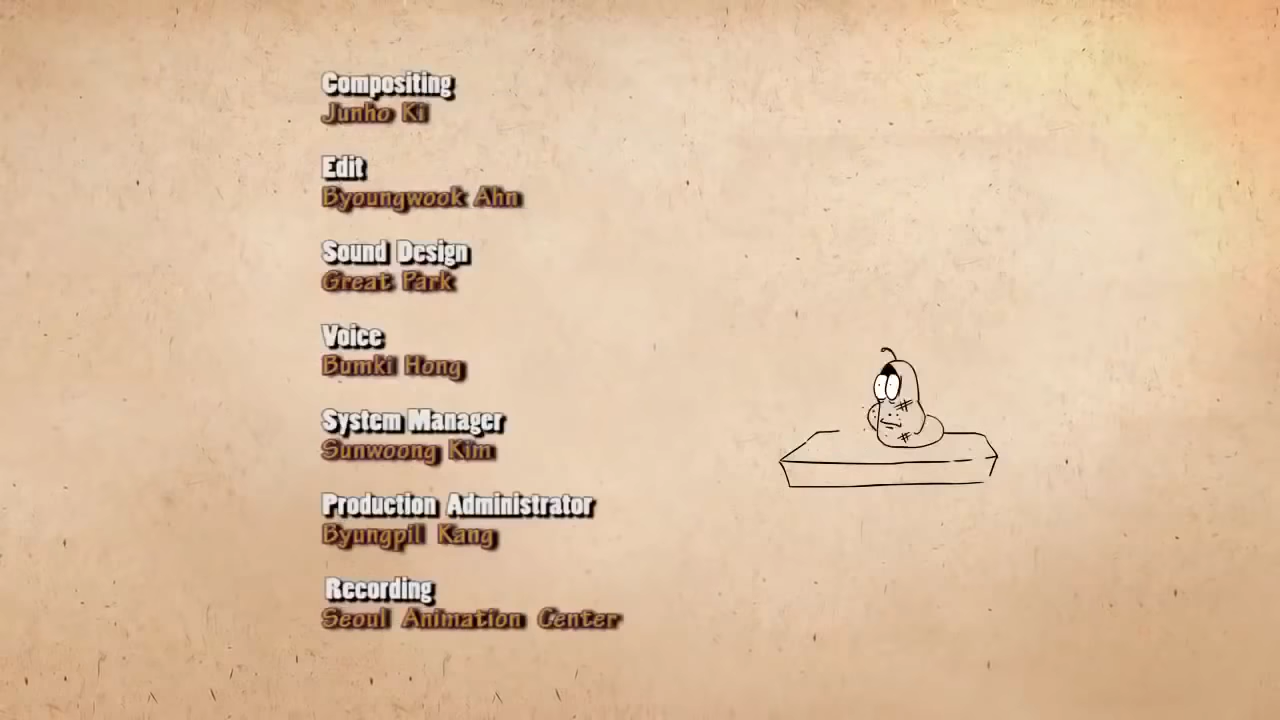 Compositing
Junho Ki
Edit
Byoungwook Ahn
Sound Design
Great Park
Voice
Bumki Hong
System Manager
Sunwoong Kim
Production Administrator
Byungpil Kang
Recording
Seoul Animation Center